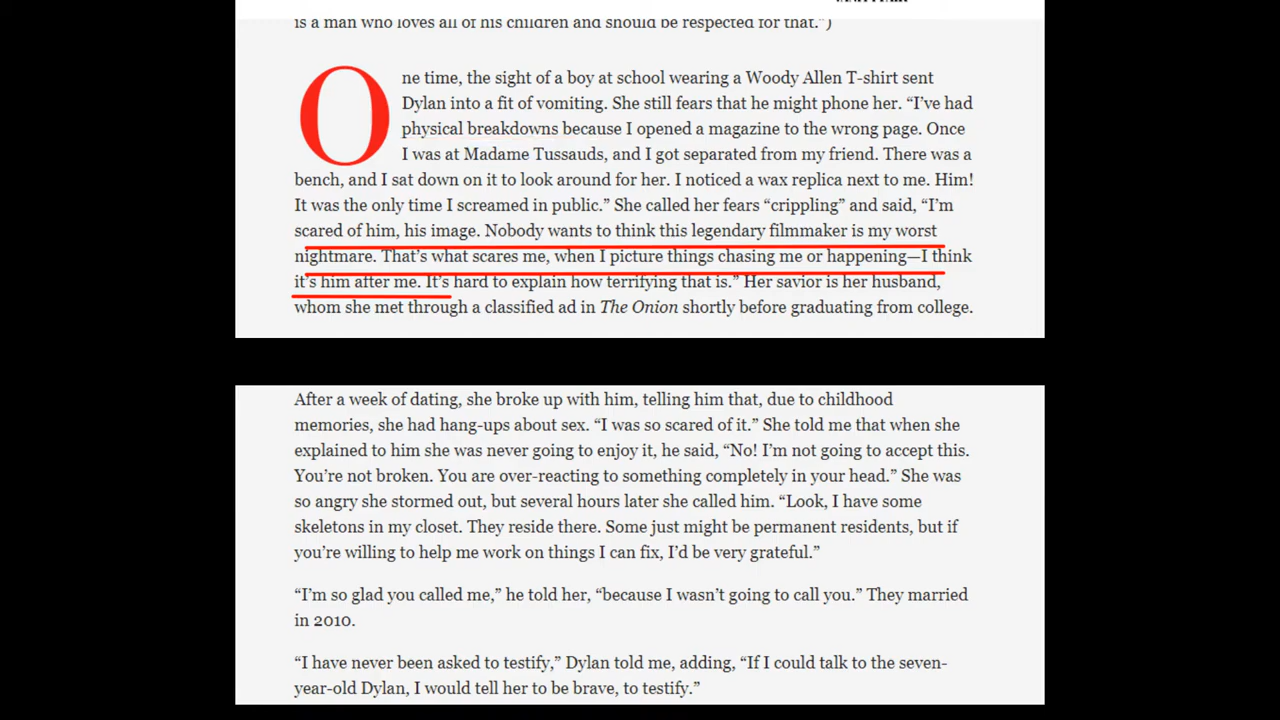 is a man who loves all of his children and should be respected for that.”)
One time, the sight of a boy at school wearing a Woody Allen T-shirt sent
Dylan into a fit of vomiting. She still fears that he might phone her. “I’ve had
physical breakdowns because I opened a magazine to the wrong page. Once
I was at Madame Tussauds, and I got separated from my friend. There was a
bench, and I sat down on it to look around for her. I noticed a wax replica next to me. Him!
It was the only time I screamed in public.” She called her fears “crippling” and said, “I’m
scared of him, his image. Nobody wants to think this legendary filmmaker is my worst
nightmare. That’s what scares me, when I picture things chasing me or happening—I think
it’s him after me. It’s hard to explain how terrifying that is.” Her savior is her husband,
whom she met through a classified ad in The Onion shortly before graduating from college.
After a week of dating, she broke up with him, telling him that, due to childhood
memories, she had hang-ups about sex. “I was so scared of it.” She told me that when she
explained to him she was never going to enjoy it, he said, “No! I’m not going to accept this.
You’re not broken. You are over-reacting to something completely in your head.” She was
so angry she stormed out, but several hours later she called him. “Look, I have some
skeletons in my closet. They reside there. Some just might be permanent residents, but if
you’re willing to help me work on things I can fix, I’d be very grateful.”
“I’m so glad you called me,” he told her, “because I wasn’t going to call you.” They married
in 2010.
“I have never been asked to testify,” Dylan told me, adding, “If I could talk to the seven-
year-old Dylan, I would tell her to be brave, to testify.”